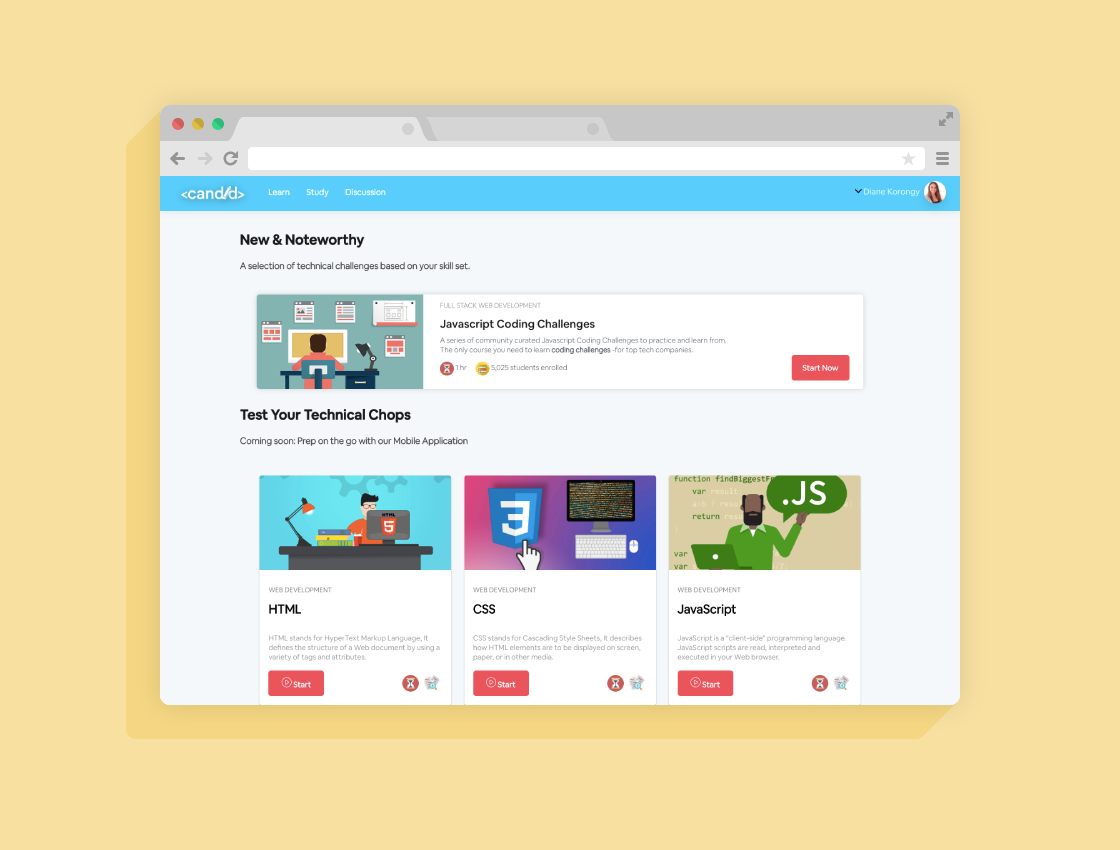 <cand/d>
Learn Study Discussion
Diane Korongy
New & Noteworthy
A selection of technical challenges based on your skill set.
FULL STACK WEB DEVELOPMENT
Javascript Coding Challenges
A series of community curated Javascript Coding Challenges to practice and learn from.
The only course you need to learn coding challenges -for top tech companies.
1 hr 5,025 students enrolled
Start Now
Test Your Technical Chops
Coming soon: Prep on the go with our Mobile Application
HTML
5
WEB DEVELOPMENT
HTML
HTML stands for HyperText Markup Language, It
defines the structure of a Web document by using a
variety of tags and attributes.
Start
3
WEB DEVELOPMENT
CSS
CSS stands for Cascading Style Sheets, It describes
how HTML elements are to be displayed on screen,
paper, or in other media.
Start
function
var result
return
var
var
.JS
WEB DEVELOPMENT
JavaScript
JavaScript is a "client-side" programming language
JavaScript scripts are read, interpreted and
executed in your Web browser.
Start